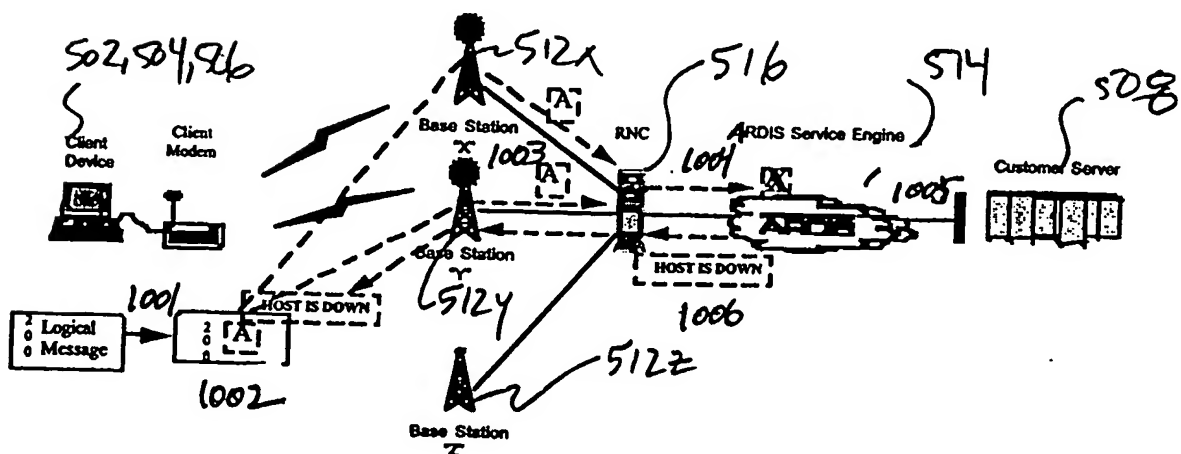 502, 504, 506
512X
516
514
508
Client
Device
Client
Modem
Base Station
X
A
RNC
ARDIS Service Engine
Customer Server
1003
A
1004
1005
ARDIS
Base Station
Y
512Y
HOST IS DOWN
1006
1001
HOST IS DOWN
200
Logical
Message
200
A
1002
512Z
Base Station